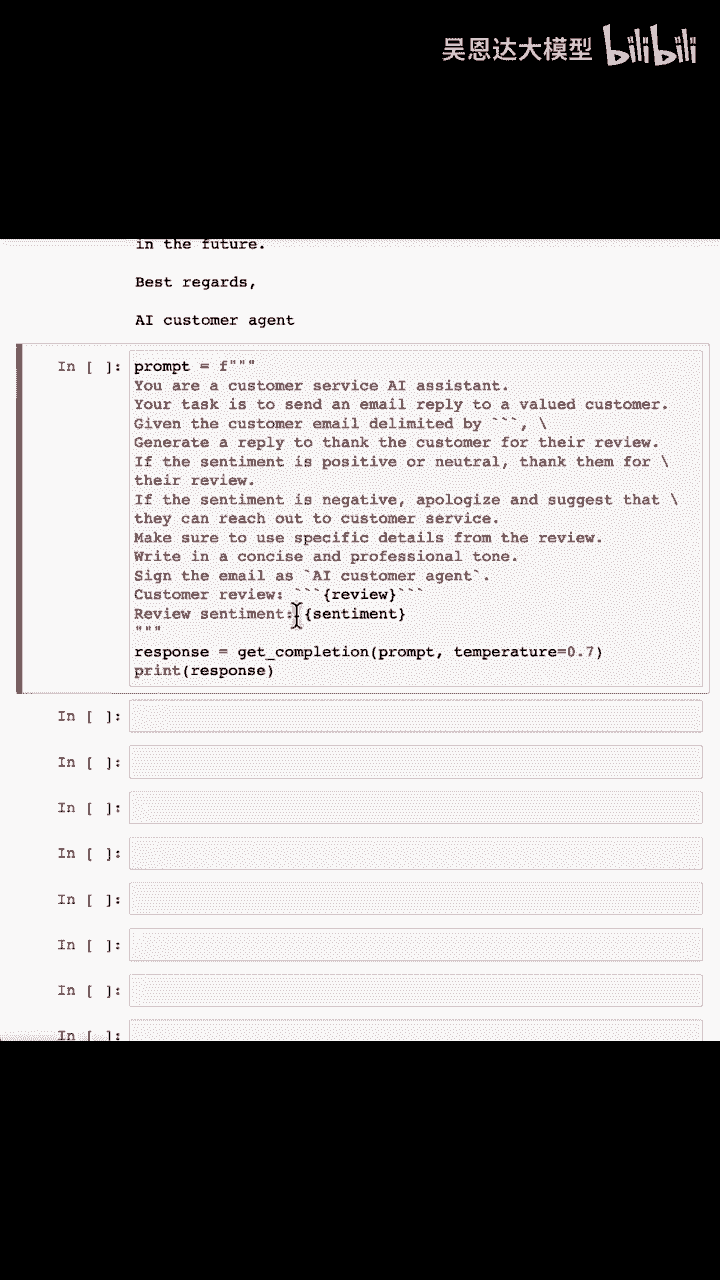 吴恩达大模型 bilibili
in the future.
Best regards,
AI customer agent
In [ ]: prompt = f"""
You are a customer service AI assistant.
Your task is to send an email reply to a valued customer.
Given the customer email delimited by ```, \
Generate a reply to thank the customer for their review.
If the sentiment is positive or neutral, thank them for \
their review.
If the sentiment is negative, apologize and suggest that \
they can reach out to customer service.
Make sure to use specific details from the review.
Write in a concise and professional tone.
Sign the email as `AI customer agent`.
Customer review: ```{review}```
Review sentiment: {sentiment}
"""
response = get_completion(prompt, temperature=0.7)
print(response)
In [ ]:
In [ ]:
In [ ]:
In [ ]:
In [ ]:
In [ ]:
In [ ]:
In [ ]: